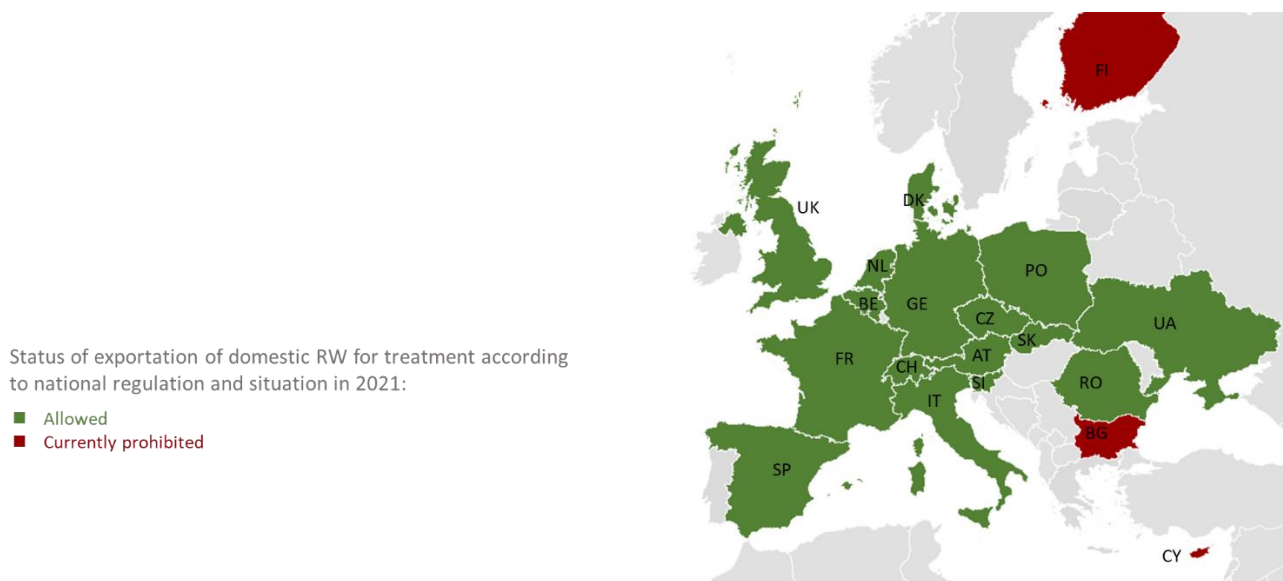 FI
UK
DK
NL
PO
BE
GE
CZ
UA
SK
FR
AT
CH
SI
RO
IT
BG
SP
CY
Status of exportation of domestic RW for treatment according
to national regulation and situation in 2021:
Allowed
Currently prohibited